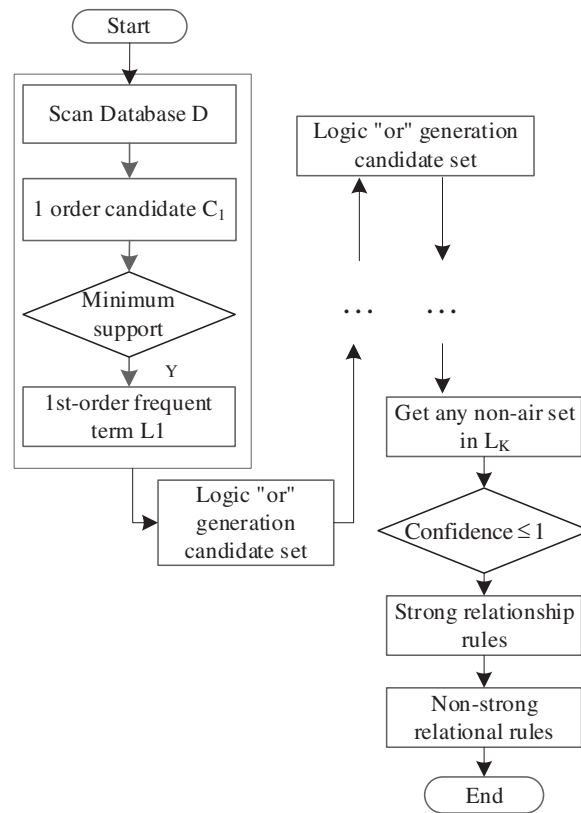 Start
Scan Database D
1 order candidate C₁
Minimum
support
Y
1st-order frequent
term L1
Logic "or"
generation
candidate set
Logic "or" generation
candidate set
... ...
Get any non-air set
in L_K
Confidence ≤ 1
Strong relationship
rules
Non-strong
relational rules
End